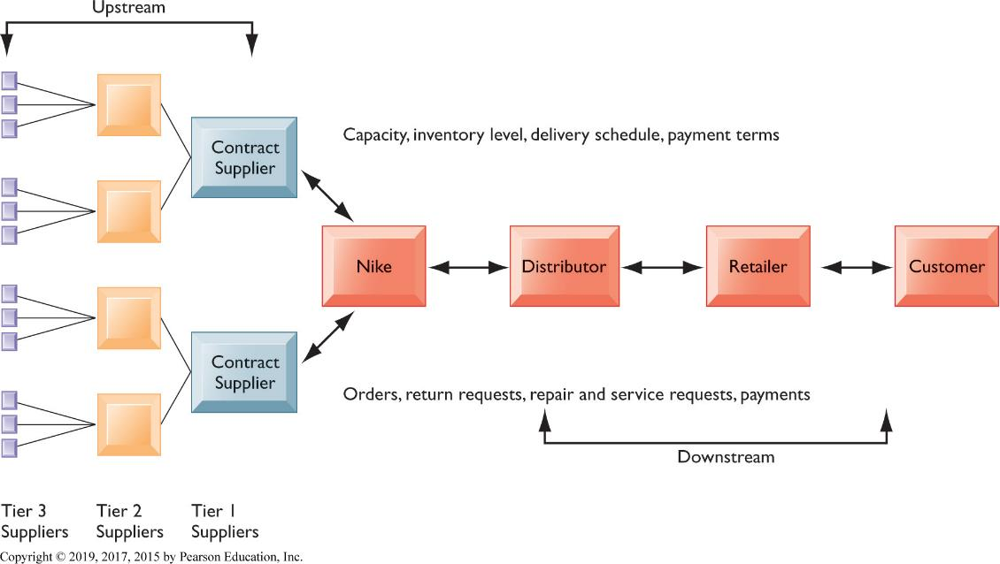 Upstream
Contract
Supplier
Capacity, inventory level, delivery schedule, payment terms
Nike
Distributor
Retailer
Customer
Contract
Supplier
Orders, return requests, repair and service requests, payments
Downstream
Tier 3
Suppliers
Tier 2
Suppliers
Tier 1
Suppliers
Copyright © 2019, 2017, 2015 by Pearson Education, Inc.